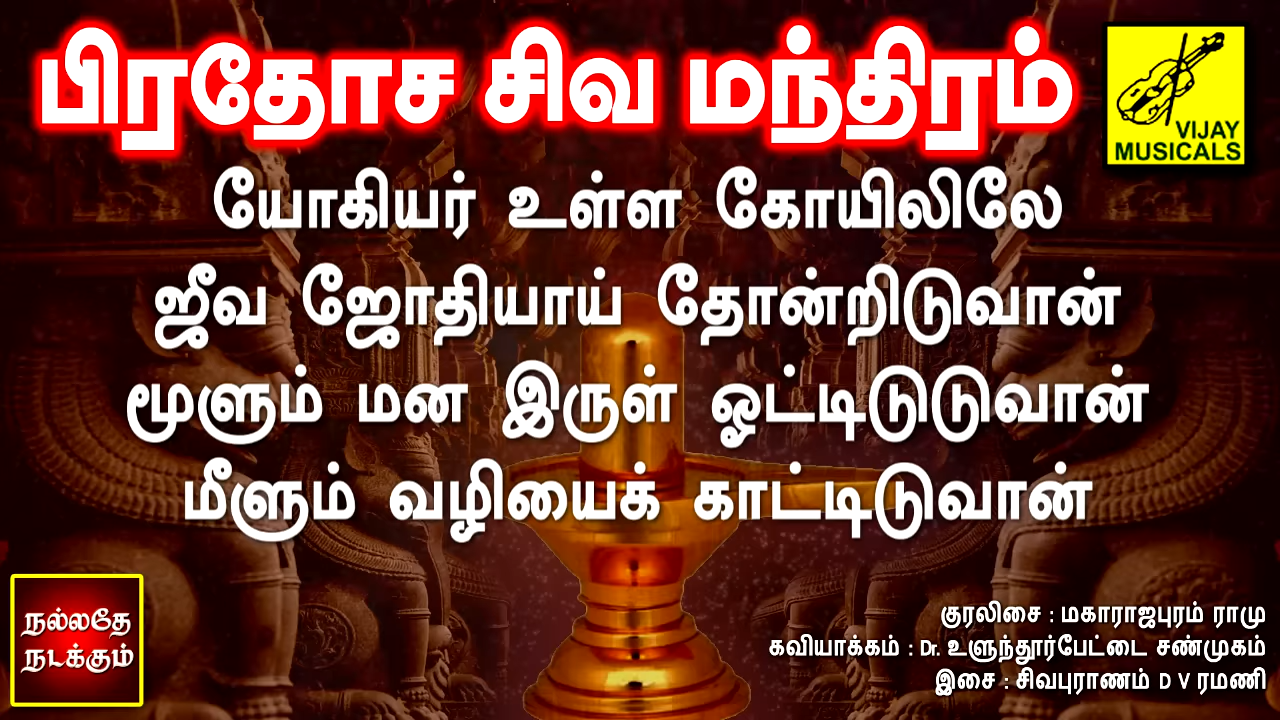 பிரதோச சிவ மந்திரம்
VIJAY
MUSICALS
யோகியர் உள்ள கோயிலிலே
ஜீவ ஜோதியாய் தோன்றிடுவான்
மூளும் மன இருள் ஓட்டிடுடுவான்
மீளும் வழியைக் காட்டிடுவான்
நல்லதே
நடக்கும்
குரலிசை : மகாராஜபுரம் ராமு
கவியாக்கம் : Dr. உளுந்தூர்பேட்டை சண்முகம்
இசை : சிவபுராணம் D V ரமணி